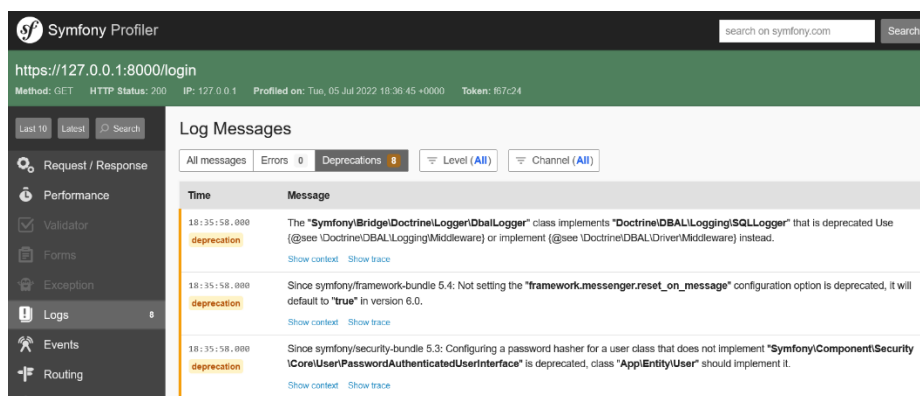 sf Symfony Profiler
search on symfony.com
Search
https://127.0.0.1:8000/login
Method: GET HTTP Status: 200 IP: 127.0.0.1 Profiled on: Tue, 05 Jul 2022 18:36:45 +0000 Token: f67c24
Last 10 Latest Search
Request / Response
Performance
Validator
Forms
Exception
Logs 8
Events
Routing
Log Messages
All messages Errors 0 Deprecations 8 Level (All) Channel (All)
Time Message
18:35:58.000
deprecation
The "Symfony\Bridge\Doctrine\Logger\DbalLogger" class implements "Doctrine\DBAL\Logging\SQLLogger" that is deprecated Use
{@see \Doctrine\DBAL\Logging\Middleware} or implement {@see \Doctrine\DBAL\Driver\Middleware} instead.
Show context Show trace
18:35:58.000
deprecation
Since symfony/framework-bundle 5.4: Not setting the "framework.messenger.reset_on_message" configuration option is deprecated, it will
default to "true" in version 6.0.
Show context Show trace
18:35:58.000
deprecation
Since symfony/security-bundle 5.3: Configuring a password hasher for a user class that does not implement "Symfony\Component\Security
\Core\User\PasswordAuthenticatedUserInterface" is deprecated, class "App\Entity\User" should implement it.
Show context Show trace